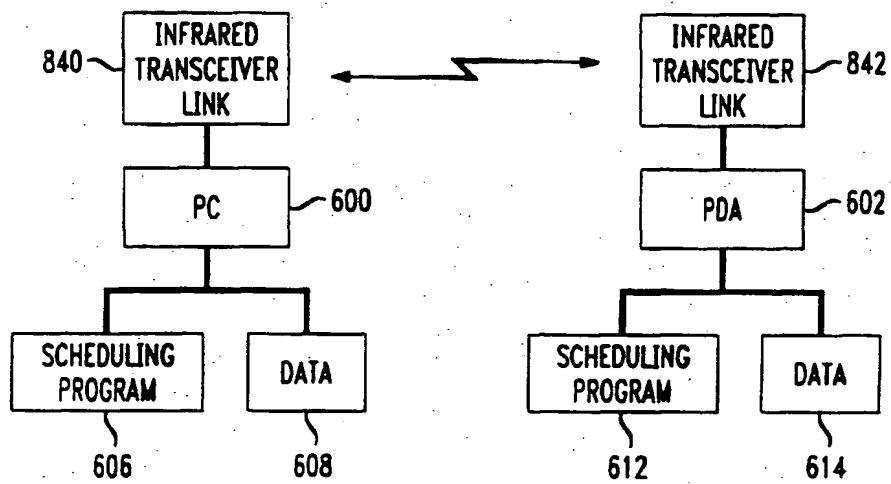 840
INFRARED
TRANSCEIVER
LINK
INFRARED
TRANSCEIVER
LINK
842
PC
600
PDA
602
SCHEDULING
PROGRAM
DATA
SCHEDULING
PROGRAM
DATA
606
608
612
614